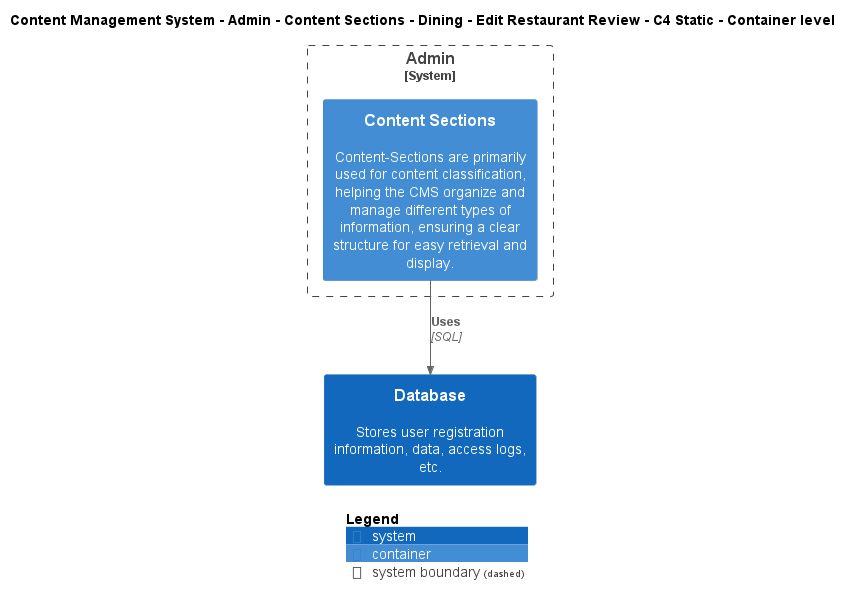 Content Management System - Admin - Content Sections - Dining - Edit Restaurant Review - C4 Static - Container level
Admin
[System]
Content Sections
Content-Sections are primarily
used for content classification,
helping the CMS organize and
manage different types of
information, ensuring a clear
structure for easy retrieval and
display.
Uses
[SQL]
Database
Stores user registration
information, data, access logs,
etc.
Legend
system
container
system boundary (dashed)